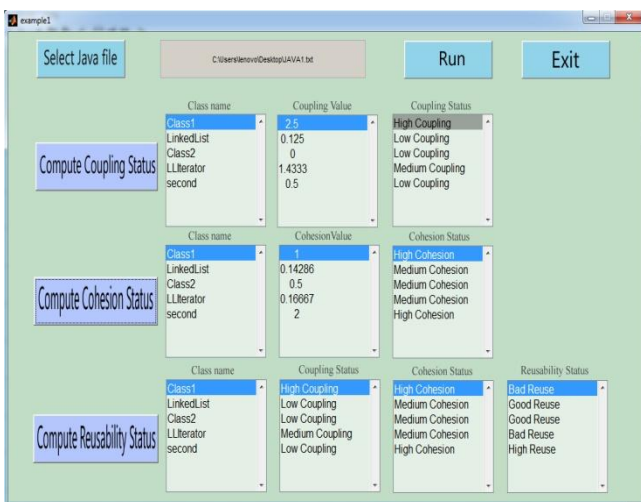 example1
Select Java file
C:\Users\lenovo\Desktop\JAVA1.txt
Run
Exit
Class name Coupling Value Coupling Status
Compute Coupling Status
Class1 2.5 High Coupling
LinkedList 0.125 Low Coupling
Class2 0 Low Coupling
LLIterator 1.4333 Medium Coupling
second 0.5 Low Coupling
Class name CohesionValue Cohesion Status
Compute Cohesion Status
Class1 1 High Cohesion
LinkedList 0.14286 Medium Cohesion
Class2 0.5 Medium Cohesion
LLIterator 0.16667 Medium Cohesion
second 2 High Cohesion
Class name Coupling Status Cohesion Status Reusability Status
Compute Reusability Status
Class1 High Coupling High Cohesion Bad Reuse
LinkedList Low Coupling Medium Cohesion Good Reuse
Class2 Low Coupling Medium Cohesion Good Reuse
LLIterator Medium Coupling Medium Cohesion Bad Reuse
second Low Coupling High Cohesion High Reuse